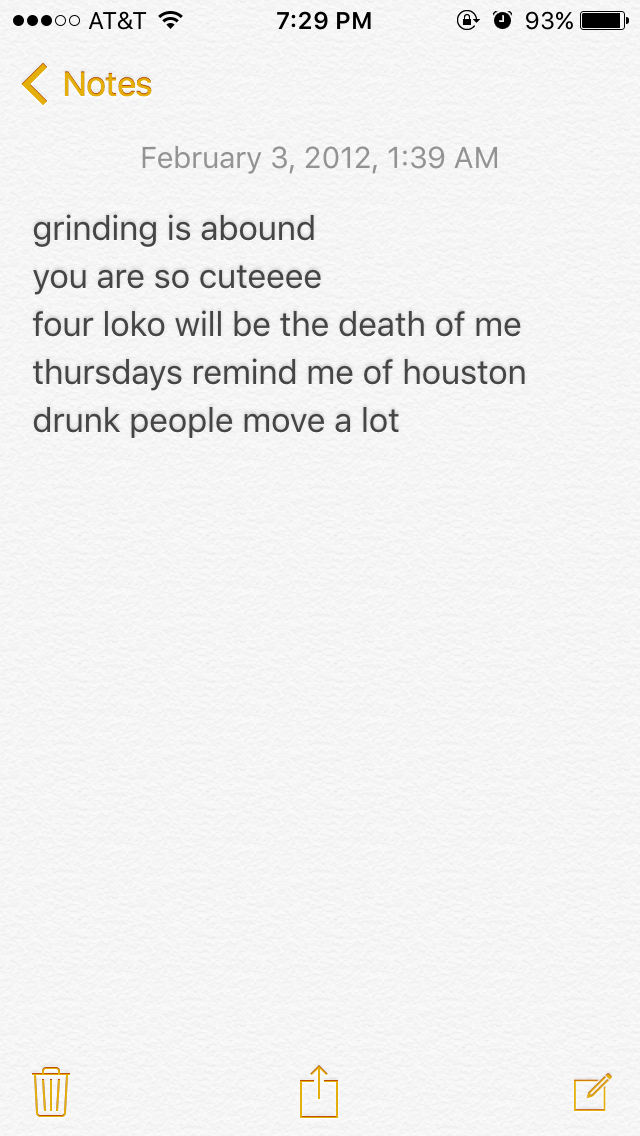 AT&T 7:29 PM 93%
Notes
February 3, 2012, 1:39 AM
grinding is abound
you are so cuteeee
four loko will be the death of me
thursdays remind me of houston
drunk people move a lot